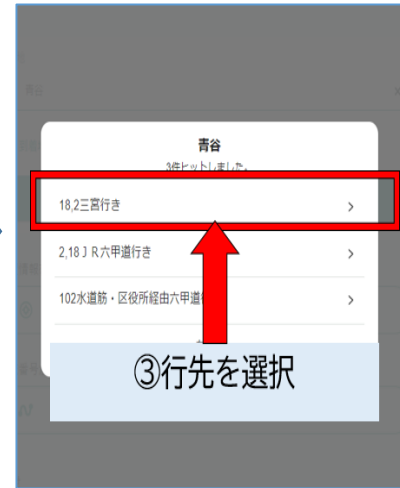 青谷
3件ヒットしました。
18,2三宮行き
2,18ＪＲ六甲道行き
102水道筋・区役所経由六甲道
③行先を選択